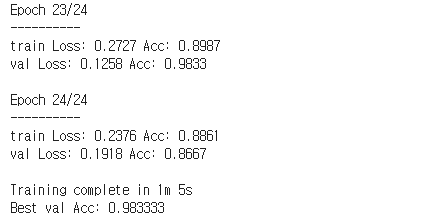 Epoch 23/24
----------
train Loss: 0.2727 Acc: 0.8987
val Loss: 0.1258 Acc: 0.9833
Epoch 24/24
----------
train Loss: 0.2376 Acc: 0.8861
val Loss: 0.1918 Acc: 0.8667
Training complete in 1m 5s
Best val Acc: 0.983333